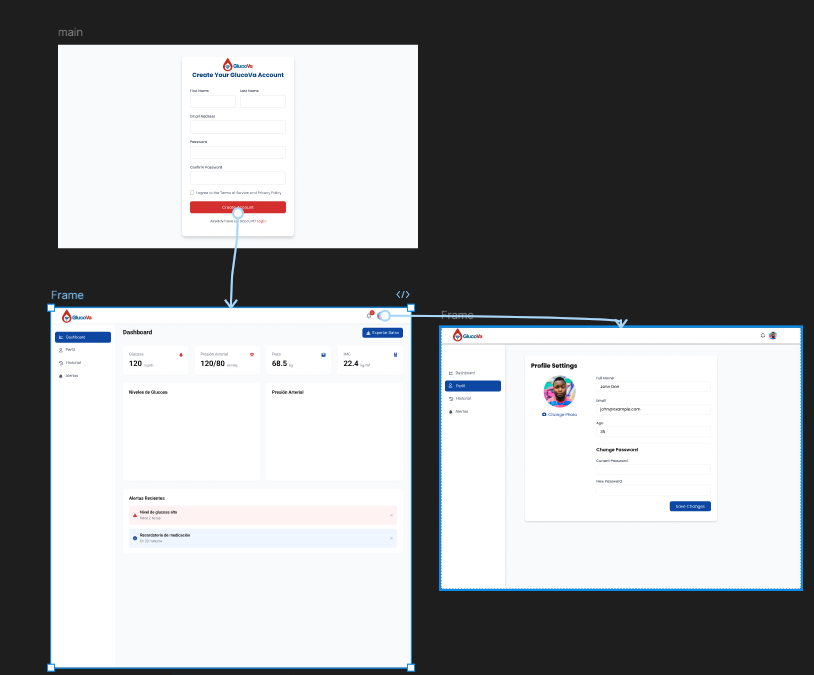 main
GlucoVa
Create Your GlucoVa Account
First Name Last Name
Email Address
Password
Confirm Password
I agree to the Terms of Service and Privacy Policy
Create Account
Already have an account? Login
Frame </>
GlucoVa
Dashboard
Perfil
Historial
Alertas
Dashboard
Exportar Datos
Glucosa
120 mg/dL
Presión Arterial
120/80 mmHg
Peso
68.5 kg
IMC
22.4 kg/m²
Niveles de Glucosa
Presión Arterial
Alertas Recientes
Nivel de glucosa alto
Hace 2 horas
Recordatorio de medicación
En 30 minutos
Frame
GlucoVa
Dashboard
Perfil
Historial
Alertas
Profile Settings
Change Photo
Full Name
John Doe
Email
john@example.com
Age
Change Password
Current Password
New Password
Save Changes